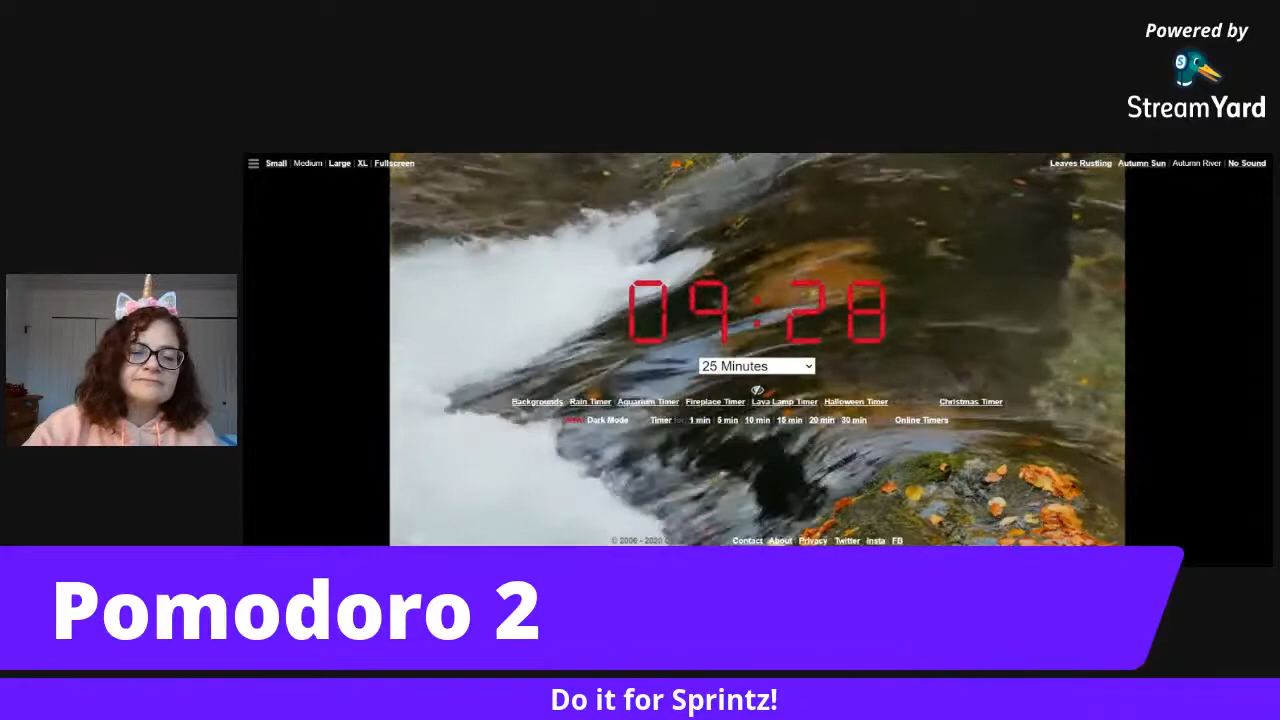 Powered by
StreamYard
Small | Medium | Large | XL | Fullscreen
Leaves Rustling | Autumn Sun | Autumn River | No Sound
09:28
25 Minutes
Backgrounds Rain Timer | Aquarium Timer | Fireplace Timer | Lava Lamp Timer | Halloween Timer Christmas Timer
Dark Mode Timer for: 1 min | 5 min | 10 min | 15 min | 20 min | 30 min Online Timers
© 2006 - 2020
Contact | About | Privacy | Twitter | Insta | FB
Pomodoro 2
Do it for Sprintz!